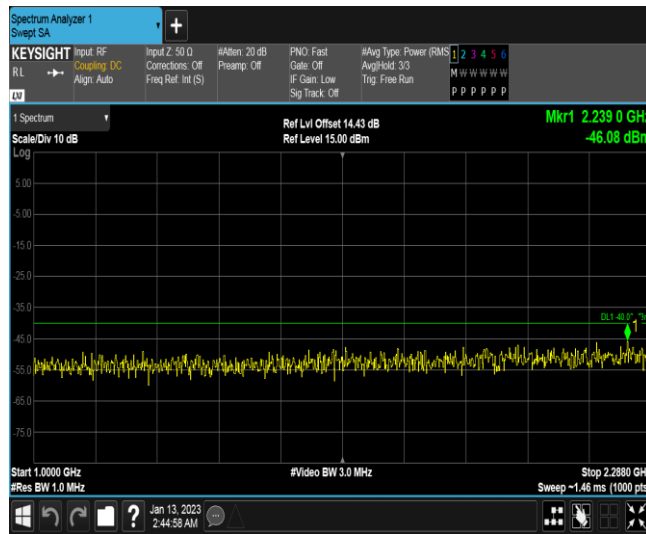 Spectrum Analyzer 1
Swept SA
+
KEYSIGHT
RL
LXI
Input: RF
Coupling: DC
Align: Auto
Input Z: 50 Ω
Corrections: Off
Freq Ref: Int (S)
#Atten: 20 dB
Preamp: Off
PNO: Fast
Gate: Off
IF Gain: Low
Sig Track: Off
#Avg Type: Power (RMS
Avg|Hold: 3/3
Trig: Free Run
1 2 3 4 5 6
M W W W W W
P P P P P P
1 Spectrum
Scale/Div 10 dB
Log
Ref Lvl Offset 14.43 dB
Ref Level 15.00 dBm
Mkr1 2.239 0 GHz
-46.08 dBm
5.00
-5.00
-15.0
-25.0
-35.0
-45.0
-55.0
-65.0
-75.0
1
Start 1.0000 GHz
#Res BW 1.0 MHz
#Video BW 3.0 MHz
Stop 2.2880 GHz
Sweep ~1.46 ms (1000 pts
?
Jan 13, 2023
2:44:58 AM